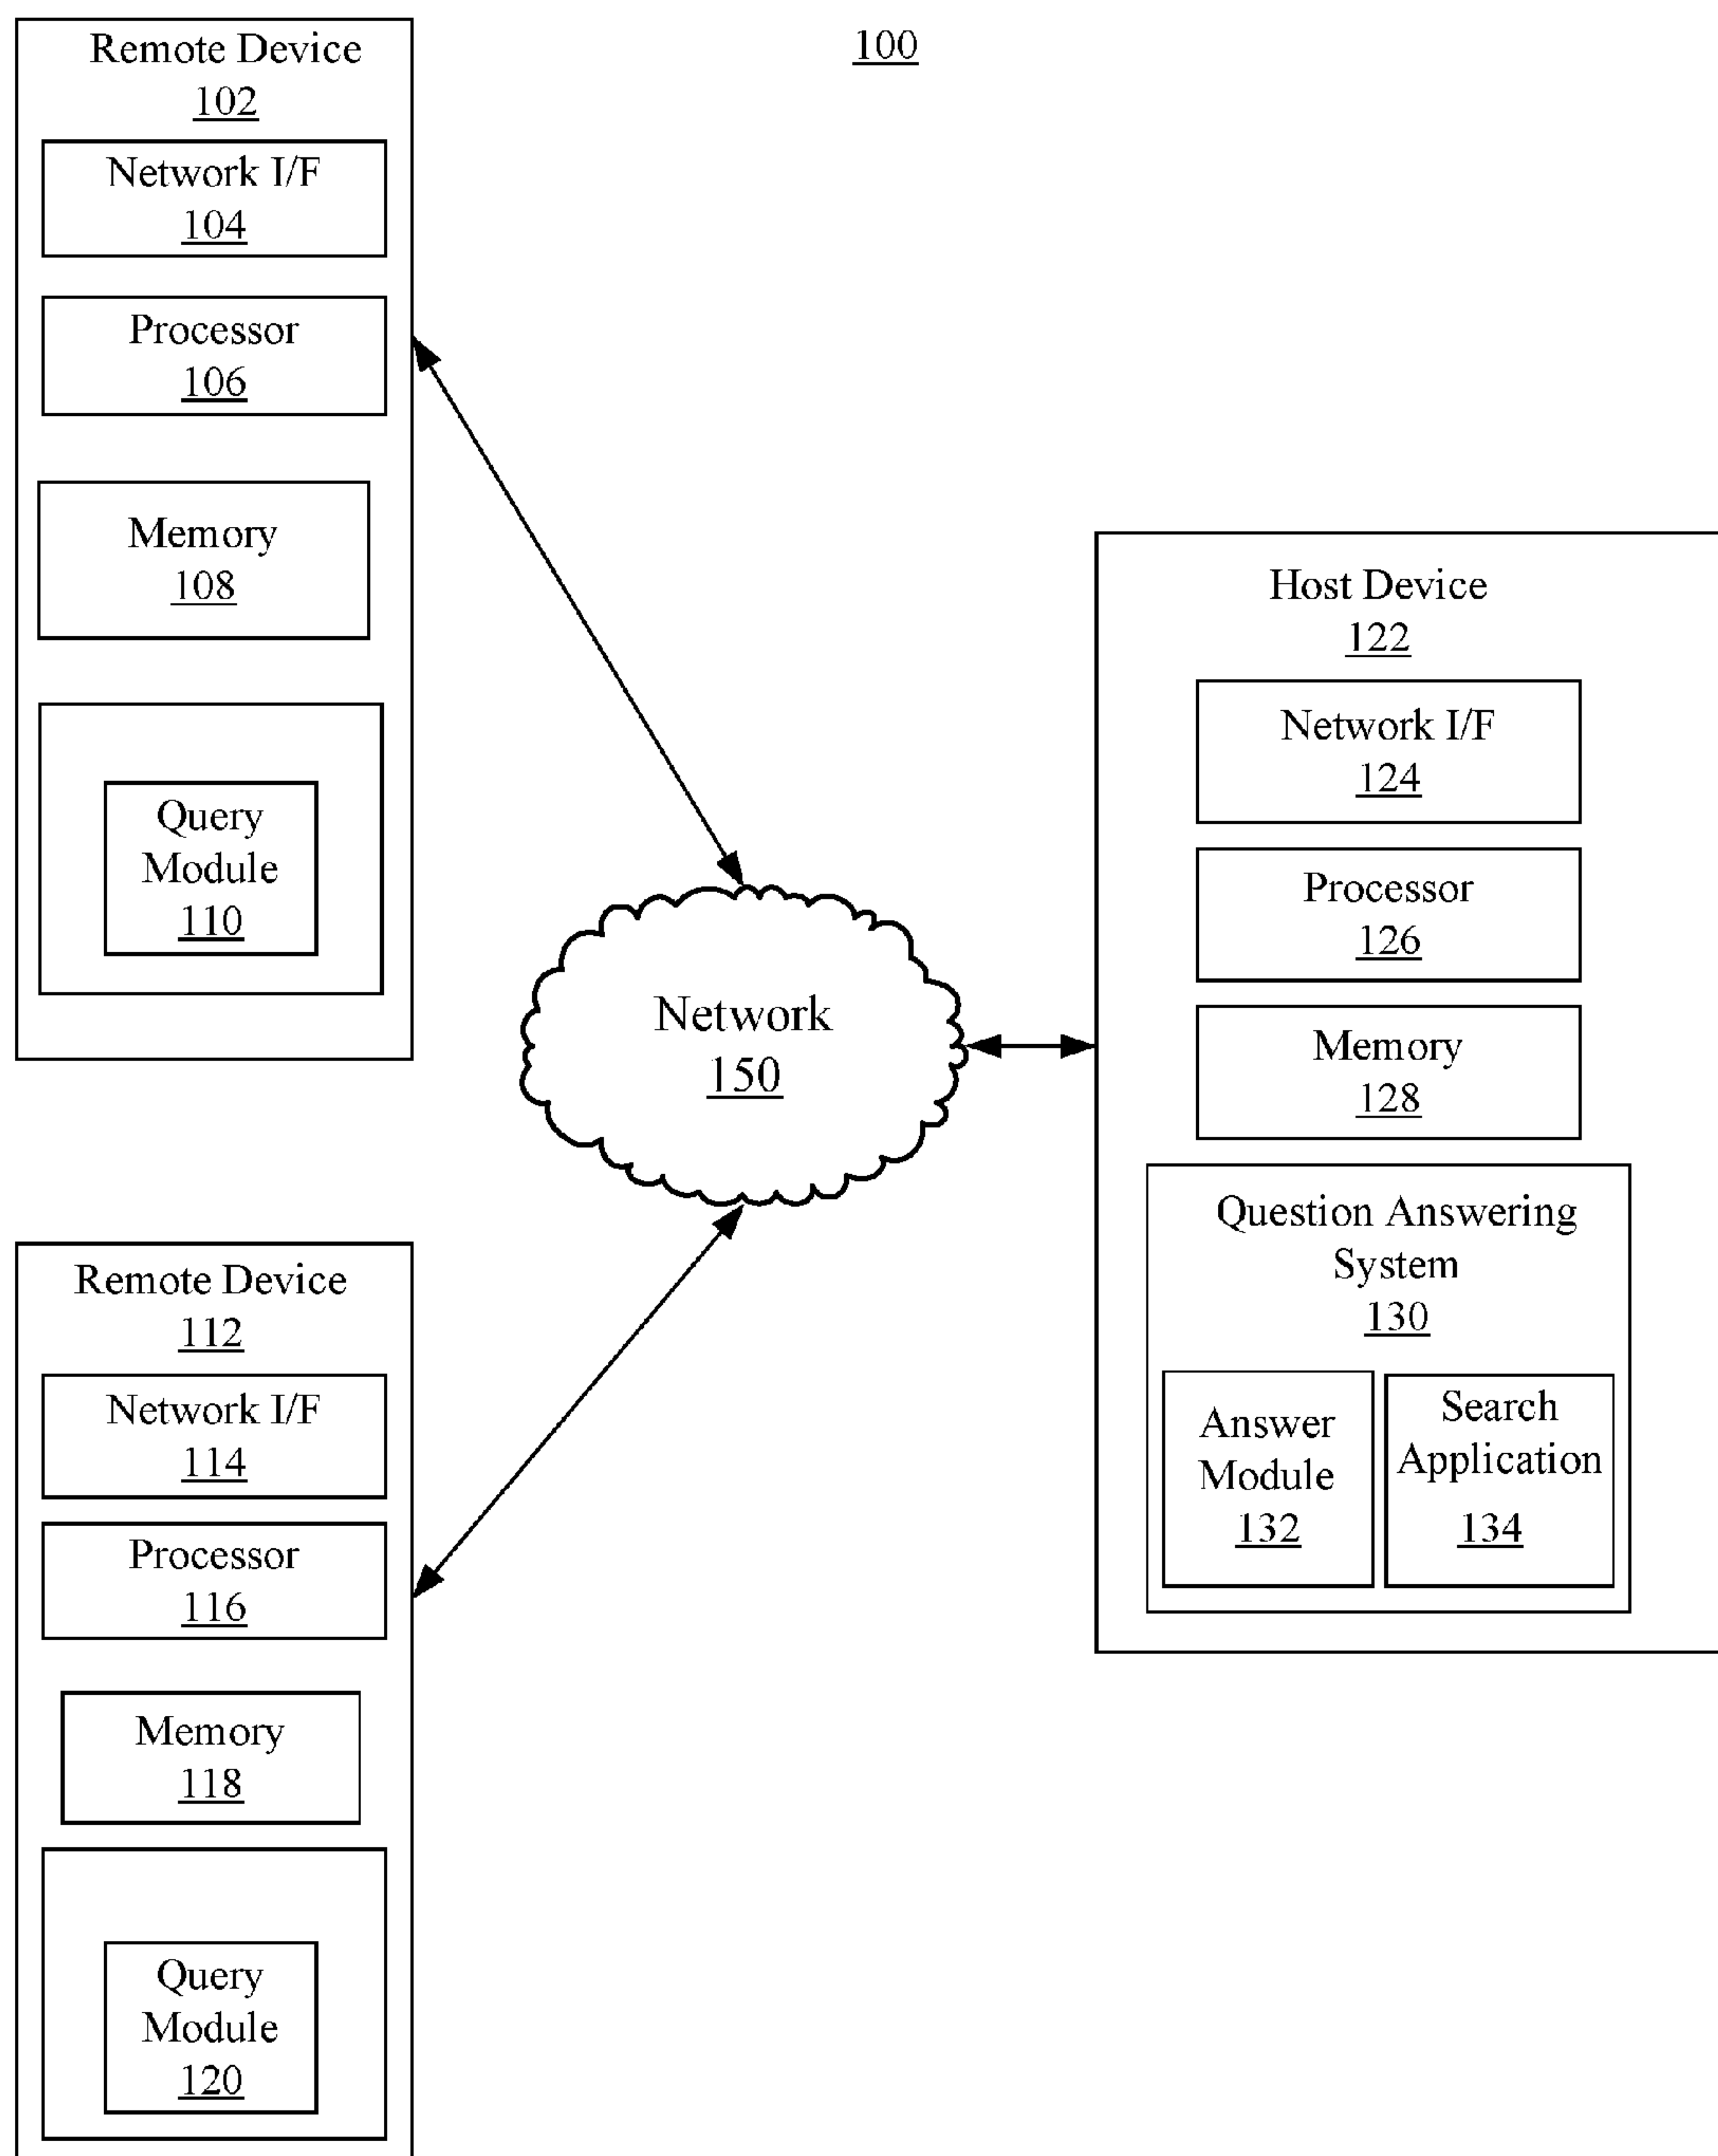 100
Remote Device
102
Network I/F
104
Processor
106
Memory
108
Query
Module
110
Network
150
Remote Device
112
Network I/F
114
Processor
116
Memory
118
Query
Module
120
Host Device
122
Network I/F
124
Processor
126
Memory
128
Question Answering
System
130
Answer
Module
132
Search
Application
134